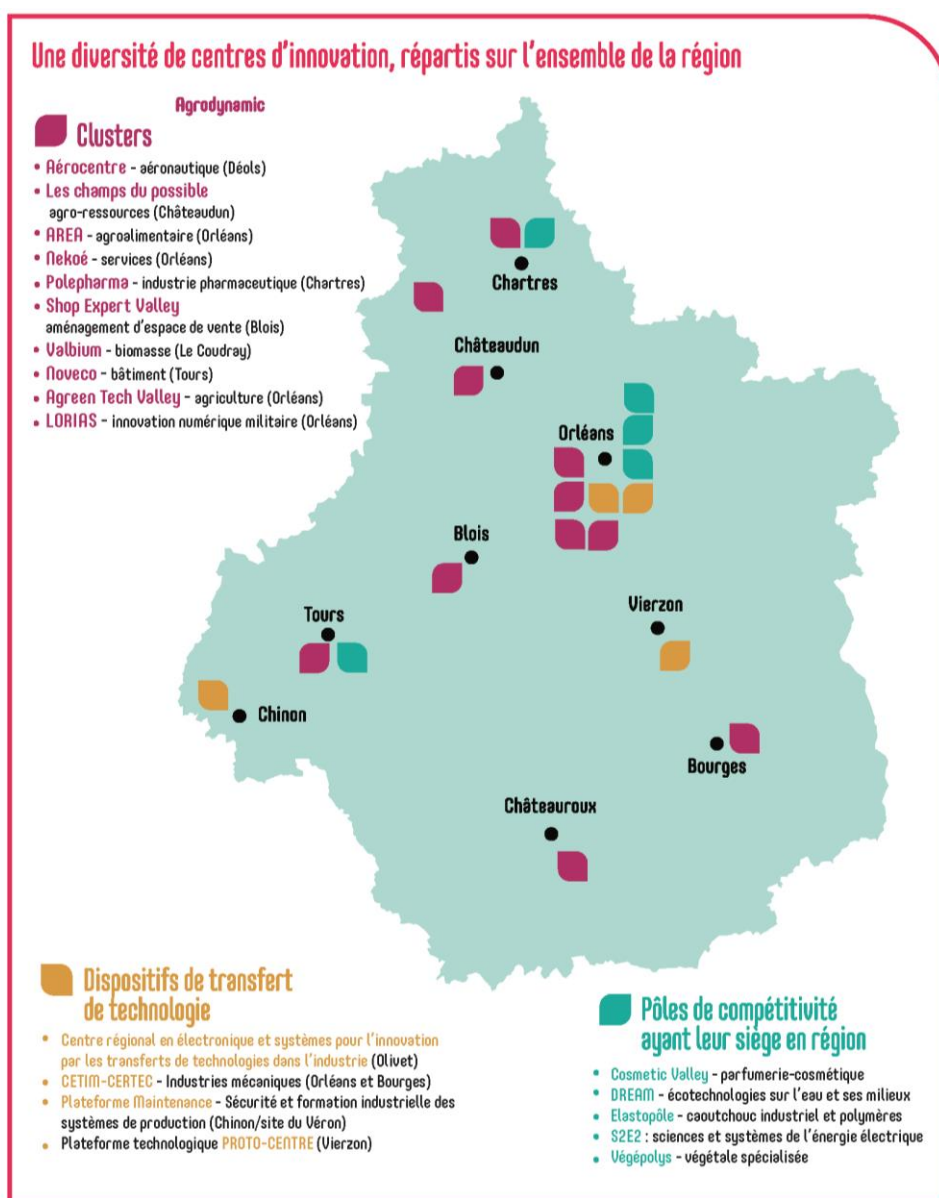 Une diversité de centres d'innovation, répartis sur l'ensemble de la région
Agrodynamic
Clusters
• Aérocentre - aéronautique (Déols)
• Les champs du possible
agro-ressources (Châteaudun)
• AREA - agroalimentaire (Orléans)
• Nekoé - services (Orléans)
• Polepharma - industrie pharmaceutique (Chartres)
• Shop Expert Valley
aménagement d'espace de vente (Blois)
• Valbium - biomasse (Le Coudray)
• Noveco - bâtiment (Tours)
• Agreen Tech Valley - agriculture (Orléans)
• LORIAS - innovation numérique militaire (Orléans)
Chartres
Châteaudun
Orléans
Blois
Vierzon
Tours
Chinon
Bourges
Châteauroux
Dispositifs de transfert
de technologie
• Centre régional en électronique et systèmes pour l'innovation
par les transferts de technologies dans l'industrie (Olivet)
• CETIM-CERTEC - Industries mécaniques (Orléans et Bourges)
• Plateforme Maintenance - Sécurité et formation industrielle des
systèmes de production (Chinon/site du Véron)
• Plateforme technologique PROTO-CENTRE (Vierzon)
Pôles de compétitivité
ayant leur siège en région
• Cosmetic Valley - parfumerie-cosmétique
• DREAM - écotechnologies sur l'eau et ses milieux
• Elastopôle - caoutchouc industriel et polymères
• S2E2 : sciences et systèmes de l'énergie électrique
• Végépolys - végétale spécialisée